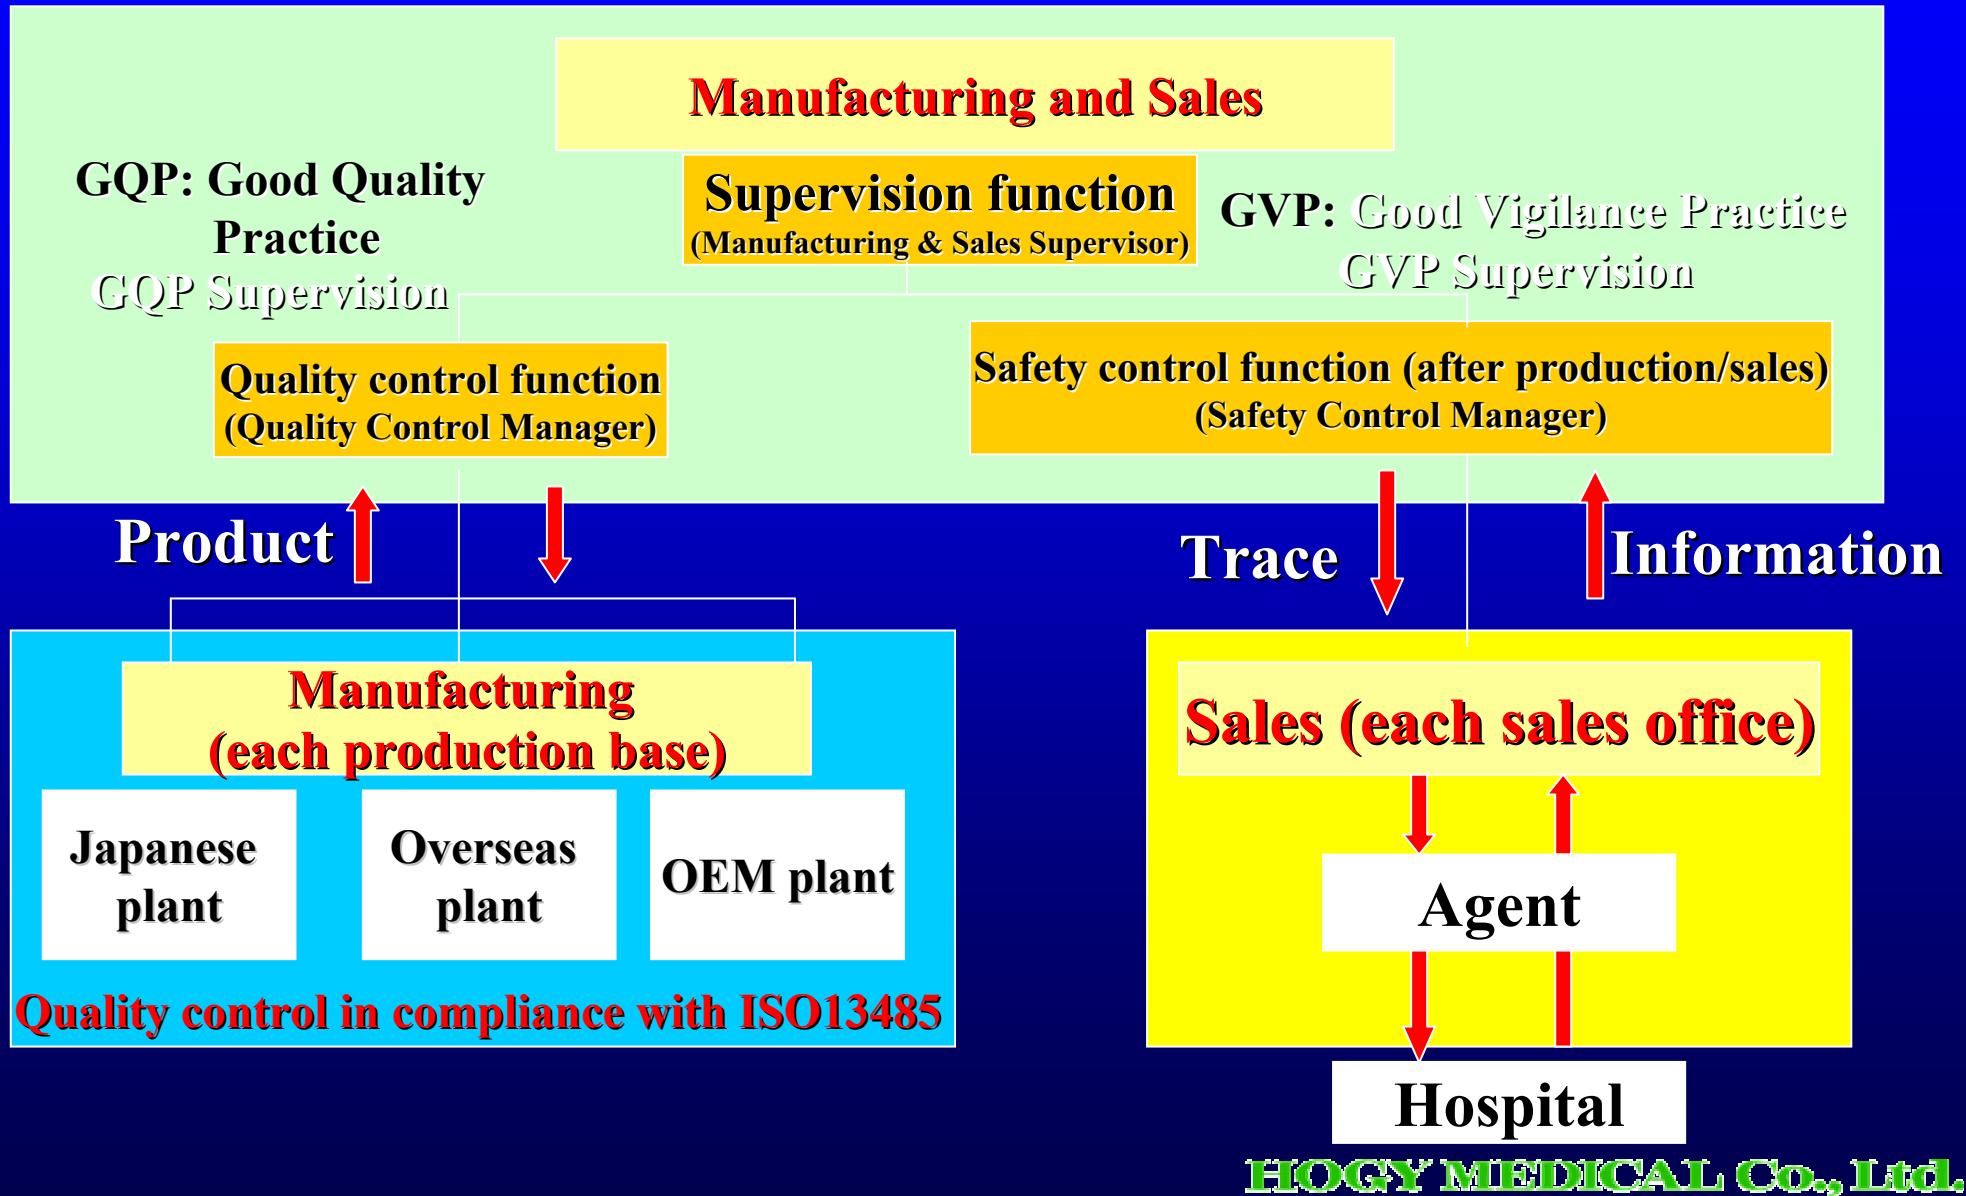 Manufacturing and Sales
GQP: Good Quality
Practice
GQP Supervision
Supervision function
(Manufacturing & Sales Supervisor)
GVP: Good Vigilance Practice
GVP Supervision
Quality control function
(Quality Control Manager)
Safety control function (after production/sales)
(Safety Control Manager)
Product
Trace
Information
Manufacturing
(each production base)
Japanese
plant
Overseas
plant
OEM plant
Quality control in compliance with ISO13485
Sales (each sales office)
Agent
Hospital
HOGY MEDICAL Co., Ltd.